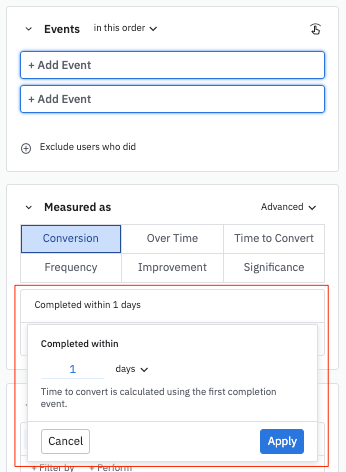 Events in this order
+ Add Event
+ Add Event
Exclude users who did
Measured as Advanced
Conversion Over Time Time to Convert
Frequency Improvement Significance
Completed within 1 days
Completed within
1 days
Time to convert is calculated using the first completion
event.
Cancel Apply
+ Filter by + Perform